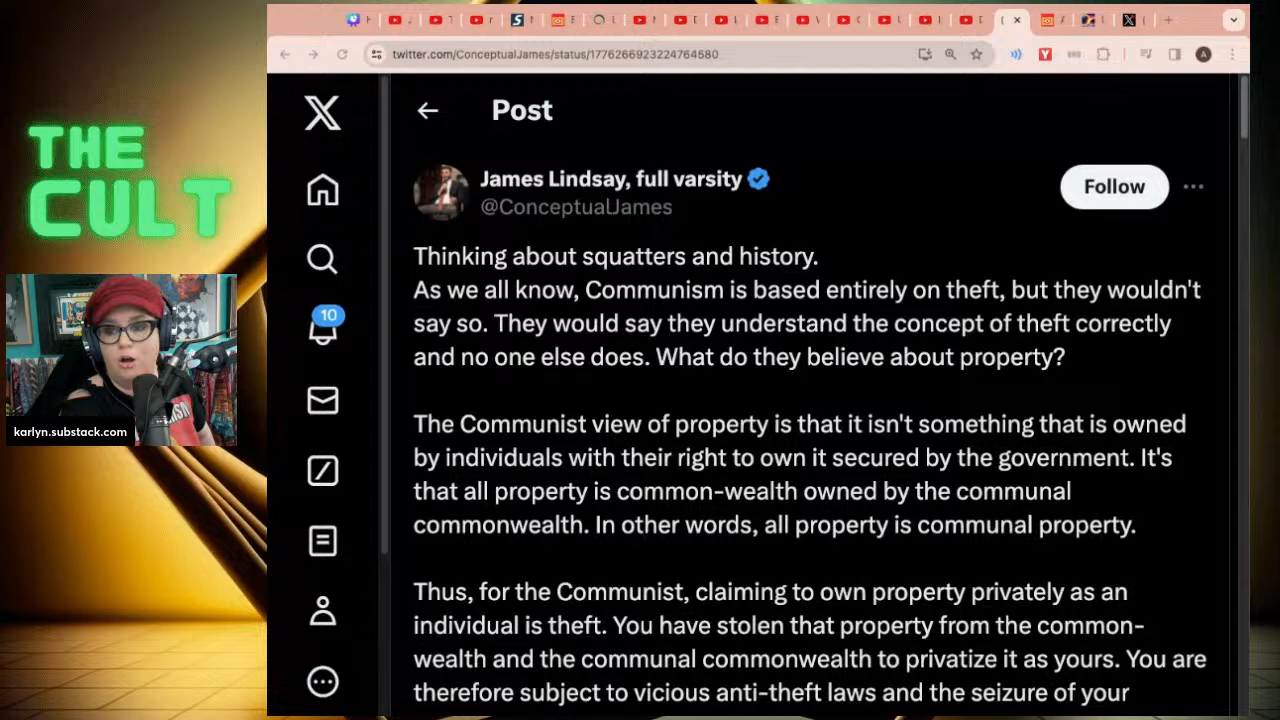 twitter.com/ConceptualJames/status/1776266923224764580
THE
CULT
Post
James Lindsay, full varsity
@ConceptualJames
Follow
Thinking about squatters and history.
As we all know, Communism is based entirely on theft, but they wouldn't
say so. They would say they understand the concept of theft correctly
and no one else does. What do they believe about property?
10
The Communist view of property is that it isn't something that is owned
by individuals with their right to own it secured by the government. It's
that all property is common-wealth owned by the communal
commonwealth. In other words, all property is communal property.
karlyn.substack.com
Thus, for the Communist, claiming to own property privately as an
individual is theft. You have stolen that property from the common-
wealth and the communal commonwealth to privatize it as yours. You are
therefore subject to vicious anti-theft laws and the seizure of your